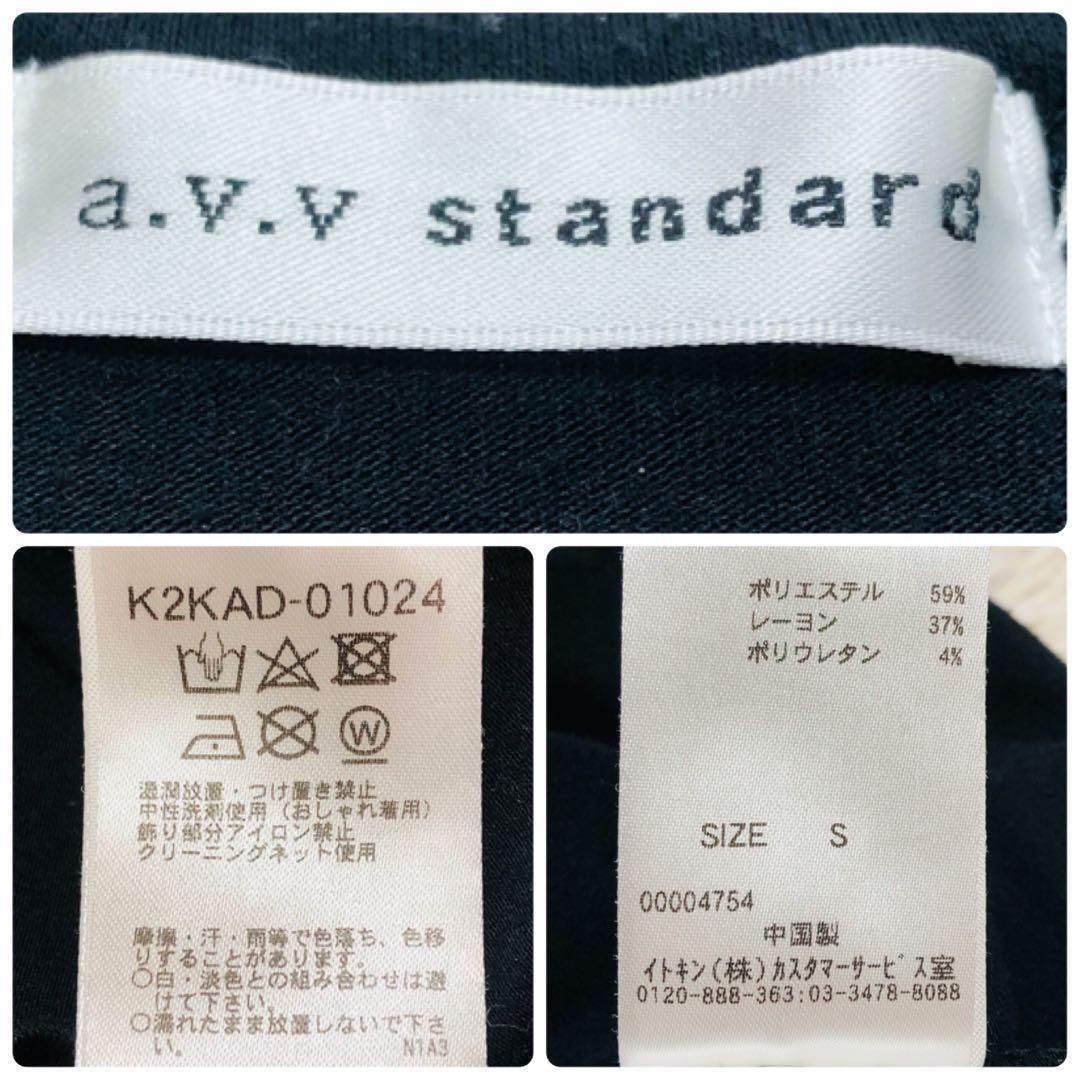 a.v.v standard
K2KAD-01024
W
湿潤放置・つけ置き禁止
中性洗剤使用（おしゃれ着用）
飾り部分アイロン禁止
クリーニングネット使用
摩擦・汗・雨等で色落ち、色移
りすることがあります。
○白・淡色との組み合わせは避
けて下さい。
○濡れたまま放置しないで下さ
い。
N1A3
ポリエステル 59%
レーヨン 37%
ポリウレタン 4%
SIZE S
00004754
中国製
イトキン(株)カスタマーサービス室
0120-888-363:03-3478-8088